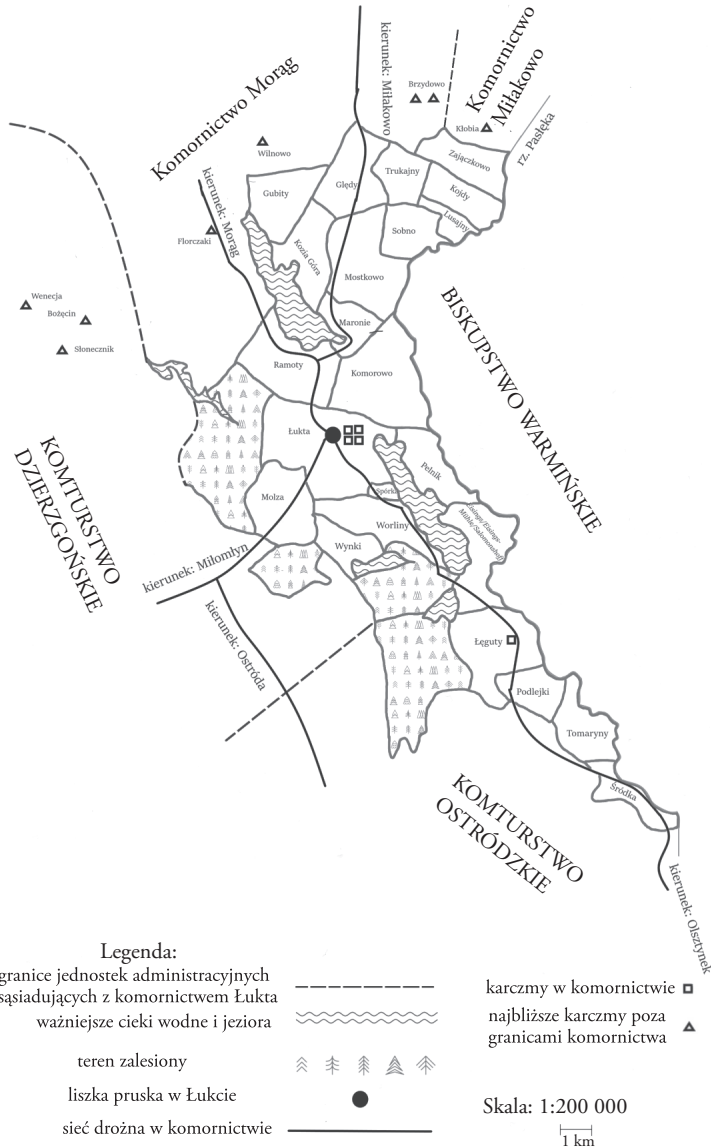 Komornictwo Morąg
kierunek: Miłakowo
Komornictwo
Miłakowo
Brzydowo
Kłobia
rz. Pasłęka
Wilnowo
kierunek: Morąg
Florczaki
Gubity
Ględy
Trukajny
Zajączkowo
Kojdy
Lusajny
Sobno
Kozia Góra
Mostkowo
Wenecja
Bożęcin
Słonecznik
Maronie
Ramoty
Komorowo
BISKUPSTWO WARMIŃSKIE
KOMTURSTWO
DZIERZGOŃSKIE
Łukta
Pelnik
Molza
Spórka
Worliny
Wynki
kierunek: Miłomłyn
kierunek: Ostróda
Łęguty
Podlejki
Tomaryny
Śródka
KOMTURSTWO
OSTRÓDZKIE
kierunek: Olsztynek
Legenda:
granice jednostek administracyjnych
sąsiadujących z komornictwem Łukta
ważniejsze cieki wodne i jeziora
teren zalesiony
liszka pruska w Łukcie
sieć drożna w komornictwie
karczmy w komornictwie
najbliższe karczmy poza
granicami komornictwa
Skala: 1:200 000
1 km